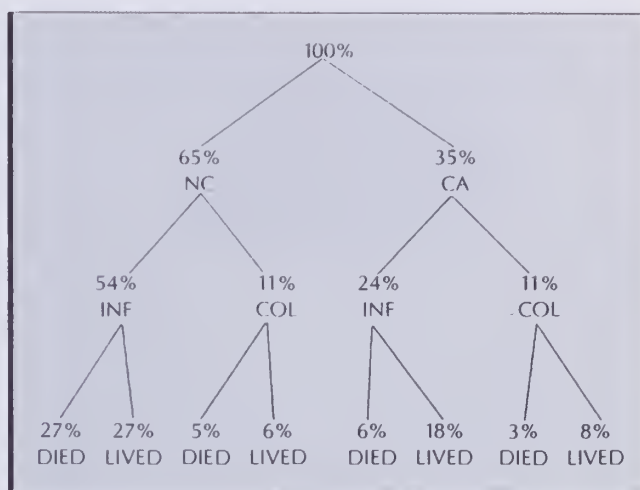 100%
65% 35%
NC CA
54% 11% 24% 11%
INF COL INF COL
27% 27% 5% 6% 6% 18% 3% 8%
DIED LIVED DIED LIVED DIED LIVED DIED LIVED